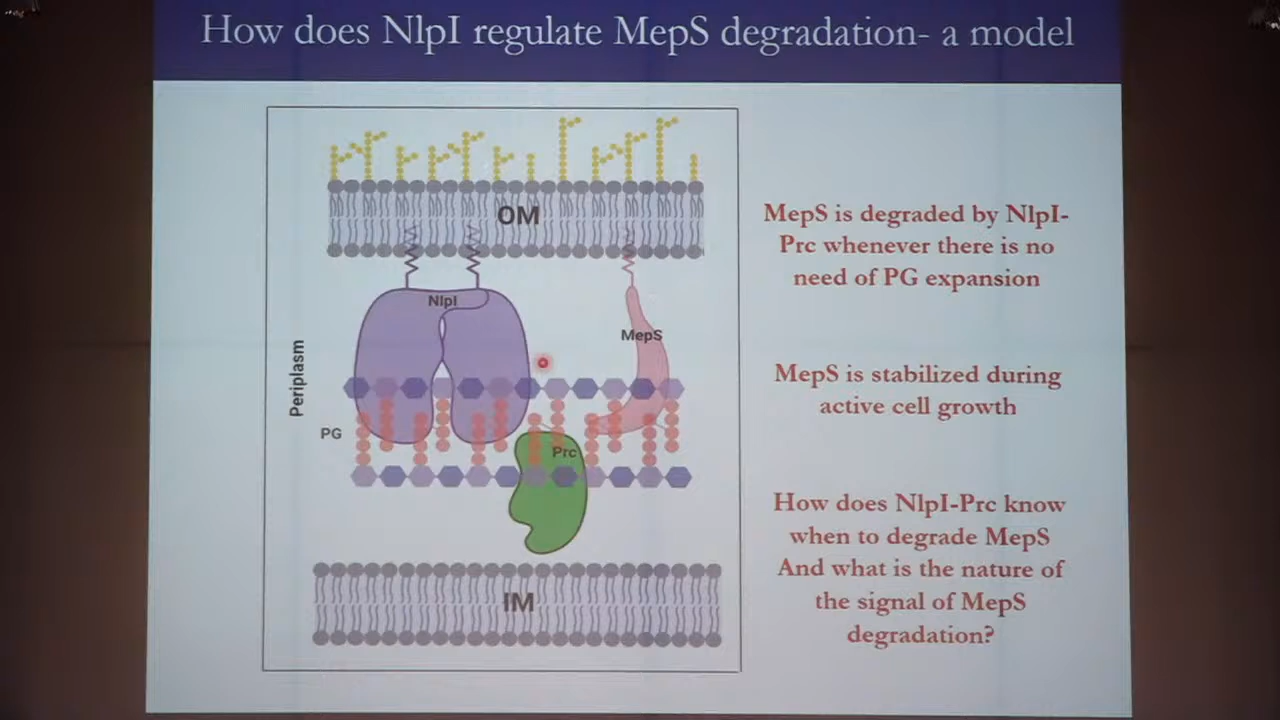 How does NlpI regulate MepS degradation- a model
OM
NlpI
MepS
Periplasm
PG
Prc
IM
MepS is degraded by NlpI-
Prc whenever there is no
need of PG expansion
MepS is stabilized during
active cell growth
How does NlpI-Prc know
when to degrade MepS
And what is the nature of
the signal of MepS
degradation?